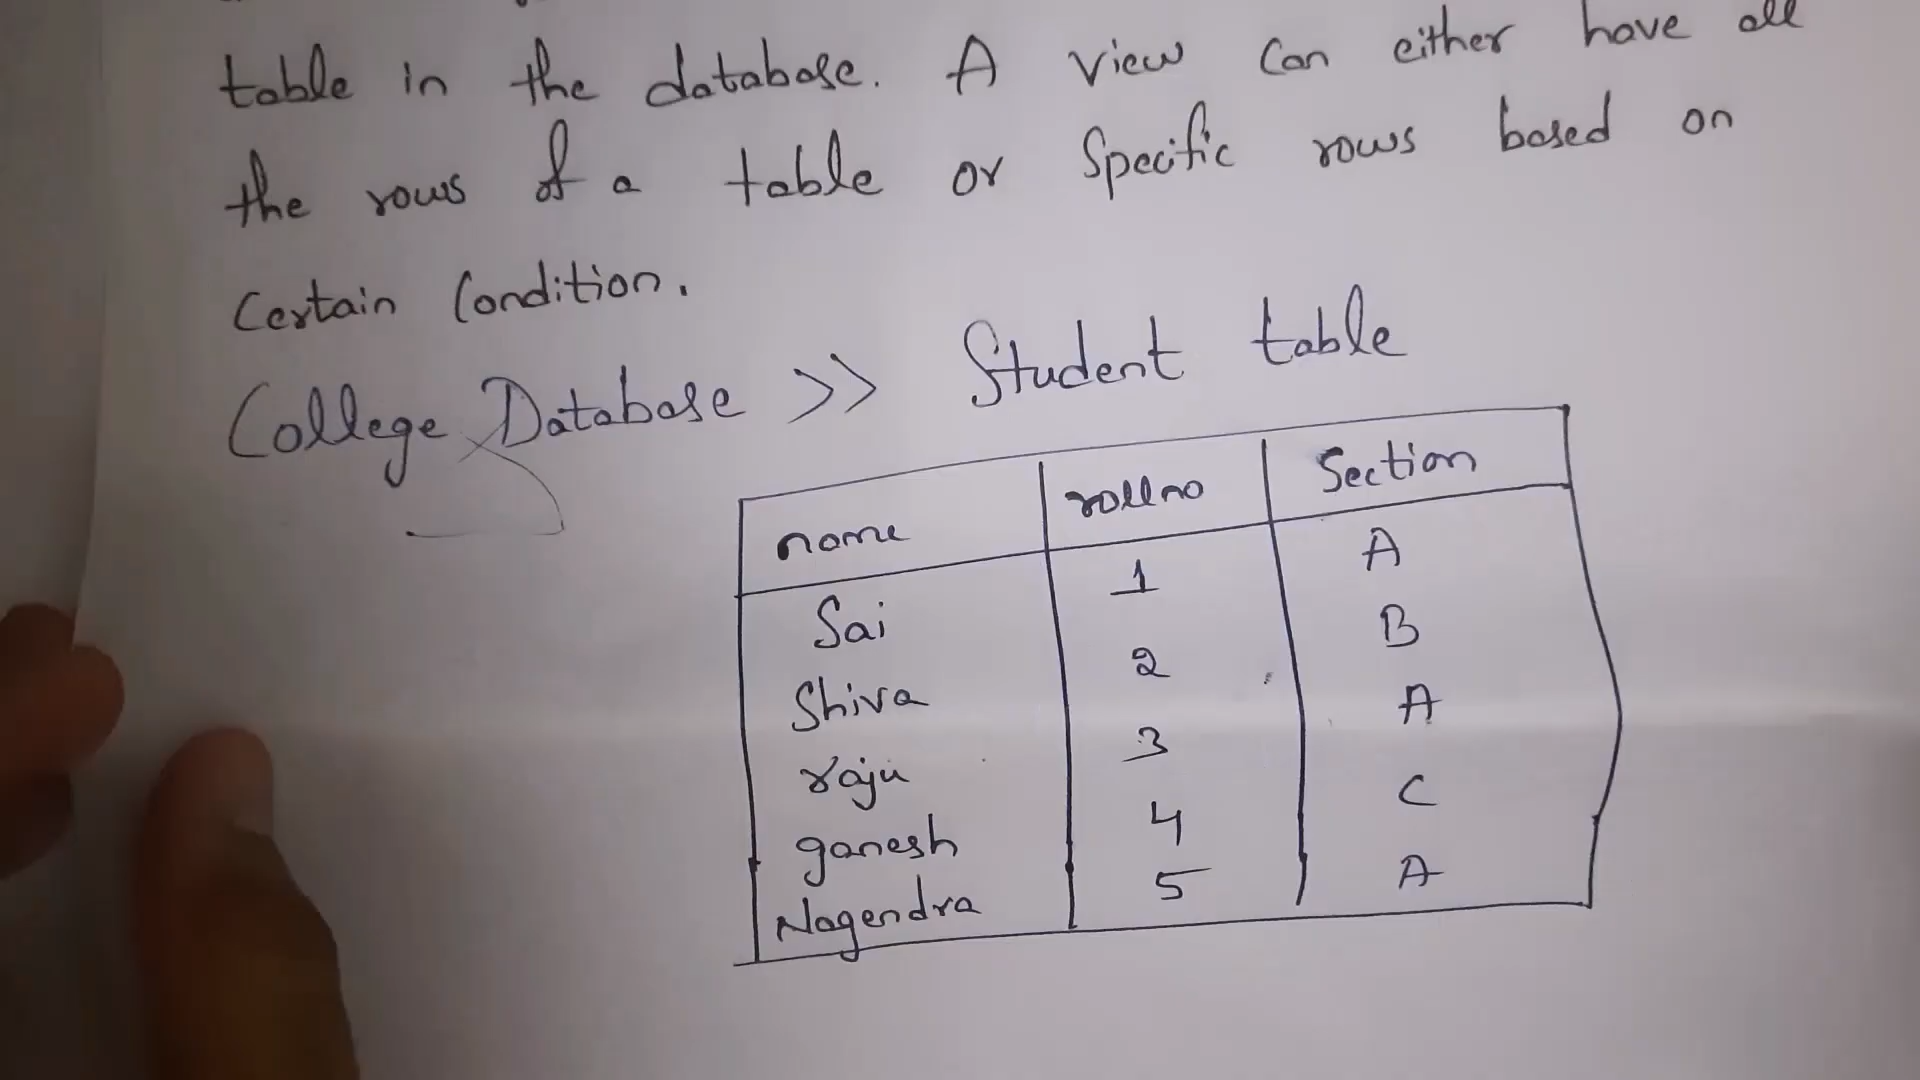 table in the database. A view can either have all
the rows of a table or specific rows based on
certain condition.
College Database >> Student table
name rollno Section
Sai 1 A
Shiva 2 B
raju 3 A
ganesh 4 C
Nagendra 5 A